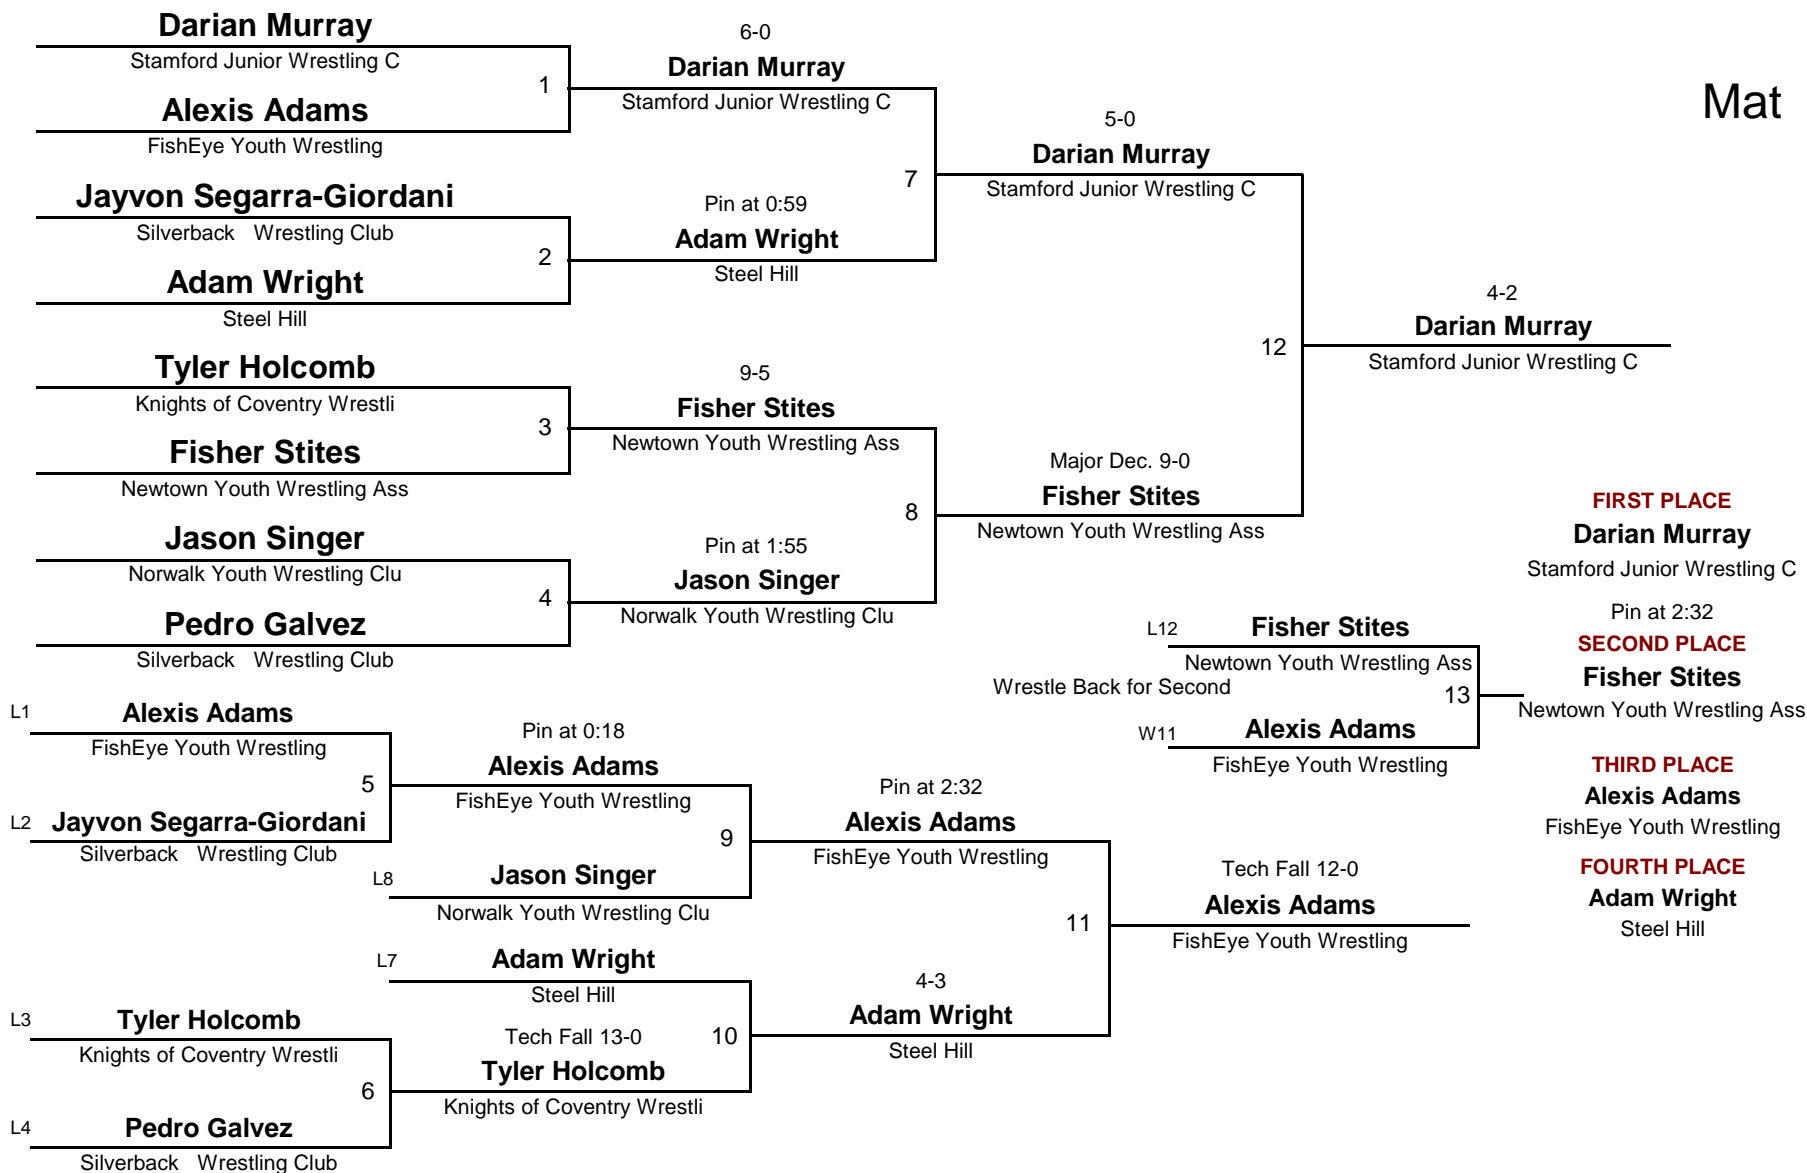 Darian Murray
Stamford Junior Wrestling C
1
Alexis Adams
FishEye Youth Wrestling
Jayvon Segarra-Giordani
Silverback Wrestling Club
2
Adam Wright
Steel Hill
Tyler Holcomb
Knights of Coventry Wrestli
3
Fisher Stites
Newtown Youth Wrestling Ass
Jason Singer
Norwalk Youth Wrestling Clu
4
Pedro Galvez
Silverback Wrestling Club
6-0
Darian Murray
Stamford Junior Wrestling C
7
Pin at 0:59
Adam Wright
Steel Hill
9-5
Fisher Stites
Newtown Youth Wrestling Ass
8
Pin at 1:55
Jason Singer
Norwalk Youth Wrestling Clu
5-0
Darian Murray
Stamford Junior Wrestling C
12
Major Dec. 9-0
Fisher Stites
Newtown Youth Wrestling Ass
Mat
4-2
Darian Murray
Stamford Junior Wrestling C
L12 Fisher Stites
Newtown Youth Wrestling Ass
Wrestle Back for Second
13
W11 Alexis Adams
FishEye Youth Wrestling
FIRST PLACE
Darian Murray
Stamford Junior Wrestling C
Pin at 2:32
SECOND PLACE
Fisher Stites
Newtown Youth Wrestling Ass
THIRD PLACE
Alexis Adams
FishEye Youth Wrestling
FOURTH PLACE
Adam Wright
Steel Hill
L1 Alexis Adams
FishEye Youth Wrestling
5
L2 Jayvon Segarra-Giordani
Silverback Wrestling Club
L3 Tyler Holcomb
Knights of Coventry Wrestli
6
L4 Pedro Galvez
Silverback Wrestling Club
Pin at 0:18
Alexis Adams
FishEye Youth Wrestling
9
L8 Jason Singer
Norwalk Youth Wrestling Clu
L7 Adam Wright
Steel Hill
10
Tech Fall 13-0
Tyler Holcomb
Knights of Coventry Wrestli
Pin at 2:32
Alexis Adams
FishEye Youth Wrestling
11
4-3
Adam Wright
Steel Hill
Tech Fall 12-0
Alexis Adams
FishEye Youth Wrestling